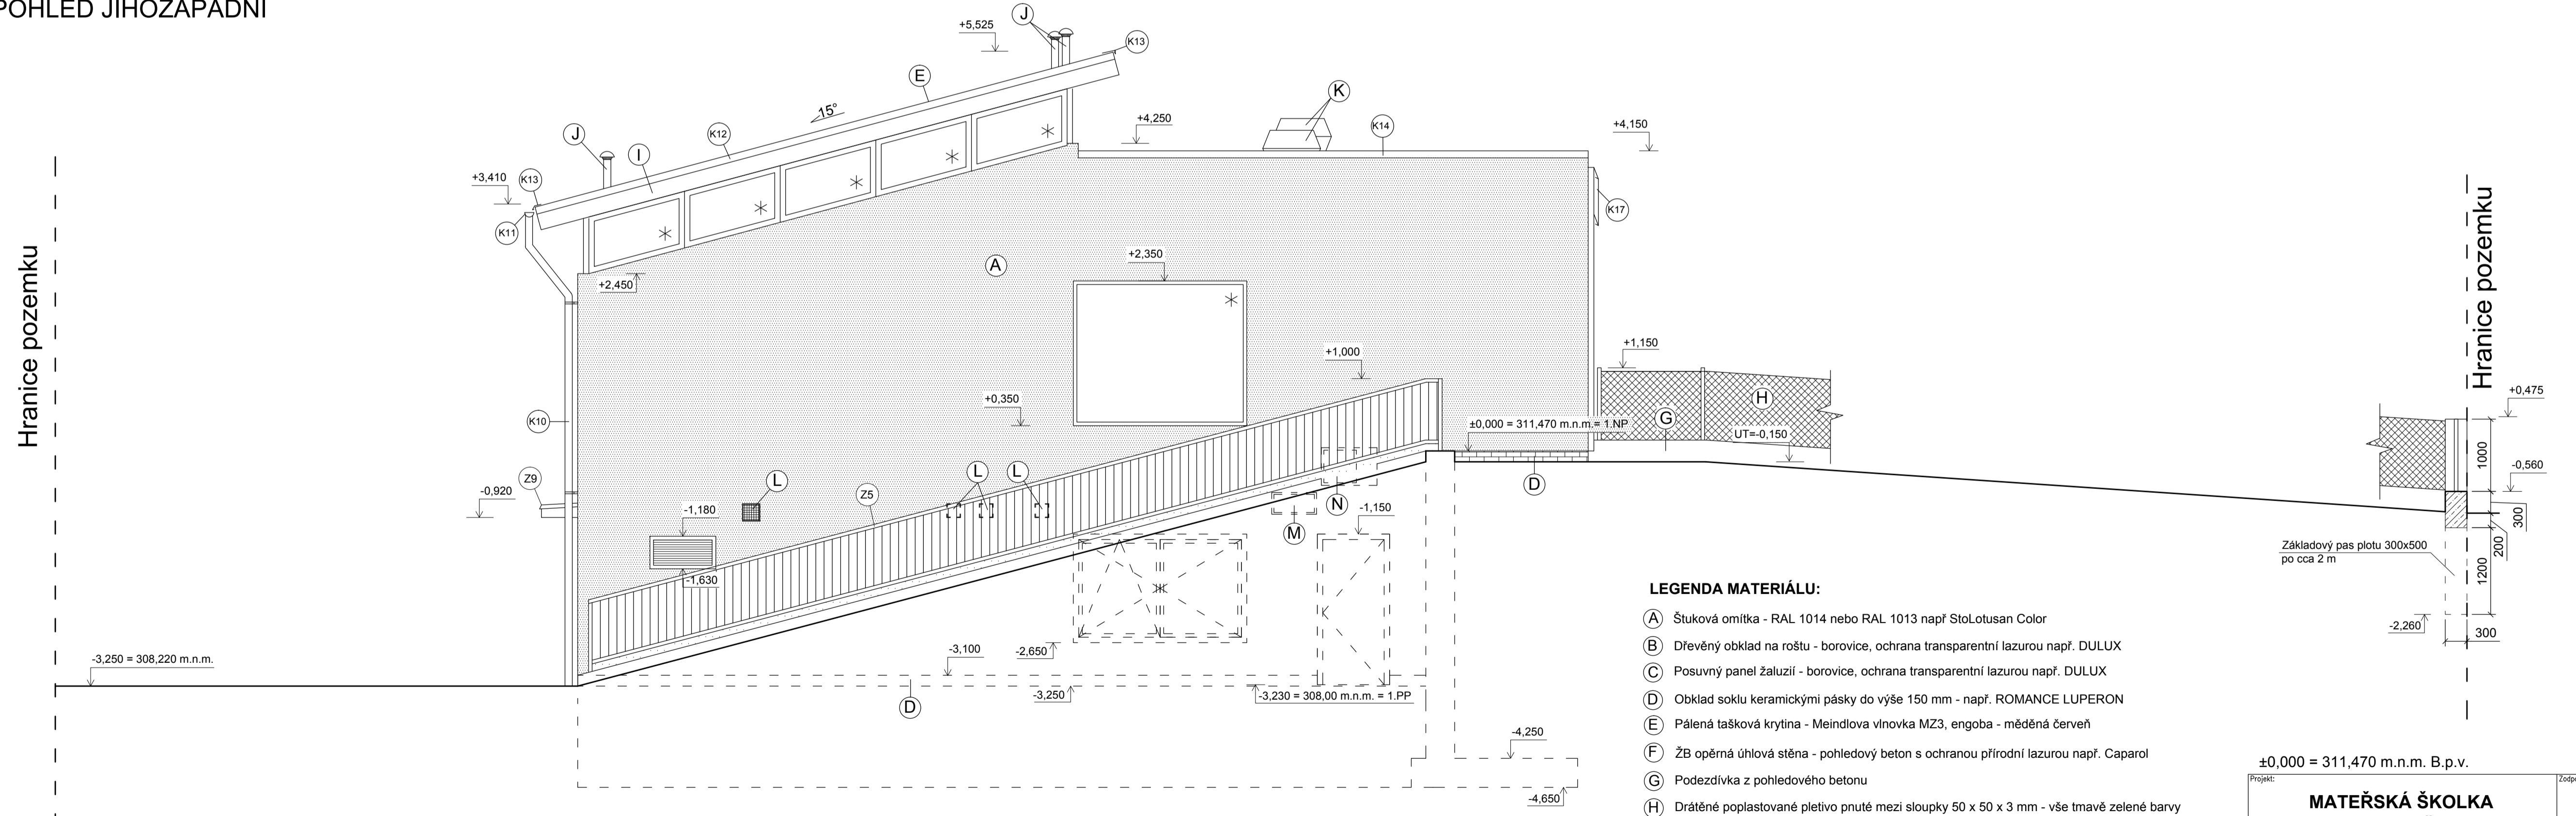 POHLED JIHOZÁPADNÍ
+5,525
J
K13
E
15°
K
K12
J
I
+4,250
K14
+4,150
+3,410
K13
K11
K17
Hranice pozemku
Hranice pozemku
A
+2,350
+2,450
+1,150
+1,000
H
+0,350
G
+0,475
K10
±0,000 = 311,470 m.n.m.= 1.NP
UT=-0,150
1000
-0,560
Z9
L
L
L
D
-0,920
Z5
N
-1,180
M
-1,150
300
200
Základový pas plotu 300x500
po cca 2 m
-1,630
1200
-2,260
300
-3,250 = 308,220 m.n.m.
-3,100
-2,650
-3,250
-3,230 = 308,00 m.n.m. = 1.PP
D
-4,250
-4,650
LEGENDA MATERIÁLU:
A Štuková omítka - RAL 1014 nebo RAL 1013 např StoLotusan Color
B Dřevěný obklad na roštu - borovice, ochrana transparentní lazurou např. DULUX
C Posuvný panel žaluzií - borovice, ochrana transparentní lazurou např. DULUX
D Obklad soklu keramickými pásky do výše 150 mm - např. ROMANCE LUPERON
E Pálená tašková krytina - Meindlova vlnovka MZ3, engoba - měděná červeň
F ŽB opěrná úhlová stěna - pohledový beton s ochranou přírodní lazurou např. Caparol
G Podezdívka z pohledového betonu
H Drátěné poplastované pletivo pnuté mezi sloupky 50 x 50 x 3 mm - vše tmavě zelené barvy
±0,000 = 311,470 m.n.m. B.p.v.
Projekt:
MATEŘSKÁ ŠKOLKA